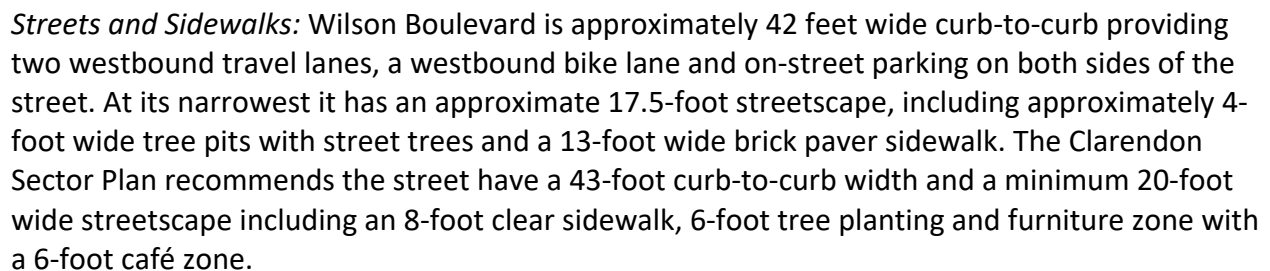 Streets and Sidewalks: Wilson Boulevard is approximately 42 feet wide curb-to-curb providing
two westbound travel lanes, a westbound bike lane and on-street parking on both sides of the
street. At its narrowest it has an approximate 17.5-foot streetscape, including approximately 4-
foot wide tree pits with street trees and a 13-foot wide brick paver sidewalk. The Clarendon
Sector Plan recommends the street have a 43-foot curb-to-curb width and a minimum 20-foot
wide streetscape including an 8-foot clear sidewalk, 6-foot tree planting and furniture zone with
a 6-foot café zone.